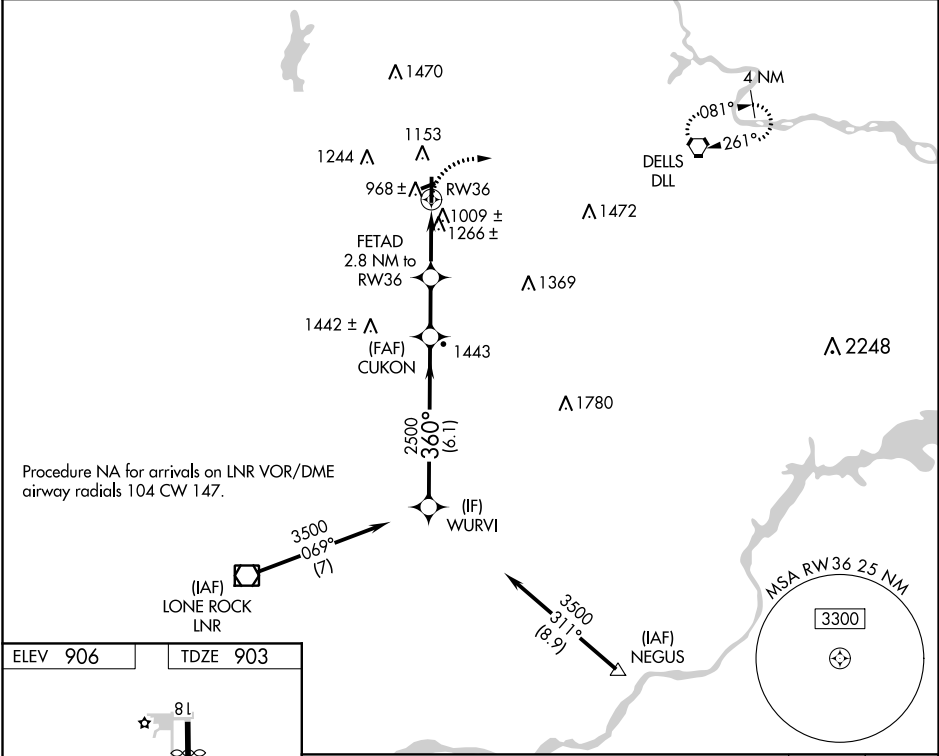 1470
4 NM
081°
261°
DELLS
DLL
1153
1244
968 ±
RW36
1009 ±
1266 ±
1472
FETAD
2.8 NM to
RW36
1369
1442 ±
(FAF)
CUKON
1443
2248
1780
2500
360°
(6.1)
Procedure NA for arrivals on LNR VOR/DME
airway radials 104 CW 147.
(IF)
WURVI
3500
069°
(7)
(IAF)
LONE ROCK
LNR
3500
311°
(8.9)
(IAF)
NEGUS
MSA RW36 25 NM
3300
ELEV 906
TDZE 903
18